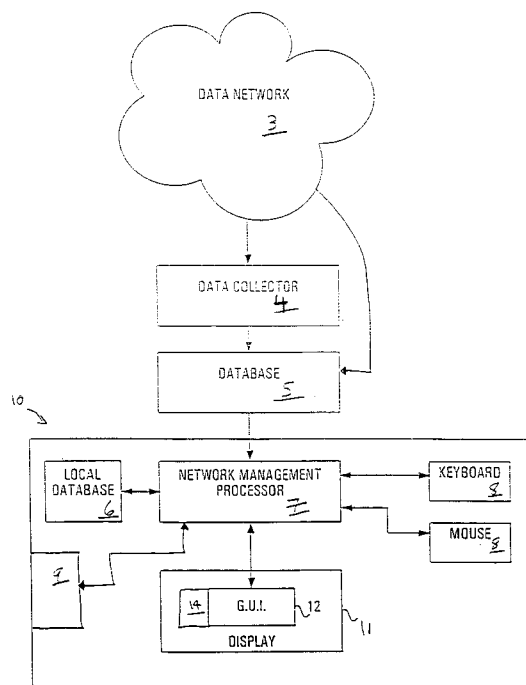 DATA NETWORK
3
DATA COLLECTOR
4
DATABASE
5
10
LOCAL
DATABASE
6
NETWORK MANAGEMENT
PROCESSOR
7
KEYBOARD
8
MOUSE
8
9
14
G.U.I.
12
DISPLAY
11